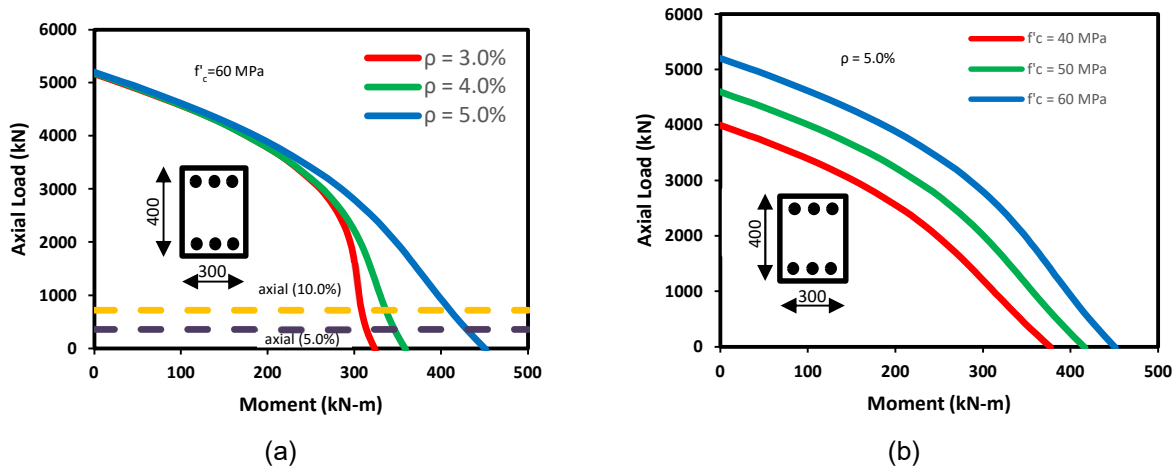 6000
5000
4000
3000
2000
1000
0
Axial Load (kN)
f'c=60 MPa
ρ = 3.0%
ρ = 4.0%
ρ = 5.0%
400
300
axial (10.0%)
axial (5.0%)
0 100 200 300 400 500
Moment (kN-m)
(a)
6000
5000
4000
3000
2000
1000
0
Axial Load (kN)
ρ = 5.0%
f'c = 40 MPa
f'c = 50 MPa
f'c = 60 MPa
400
300
0 100 200 300 400 500
Moment (kN-m)
(b)